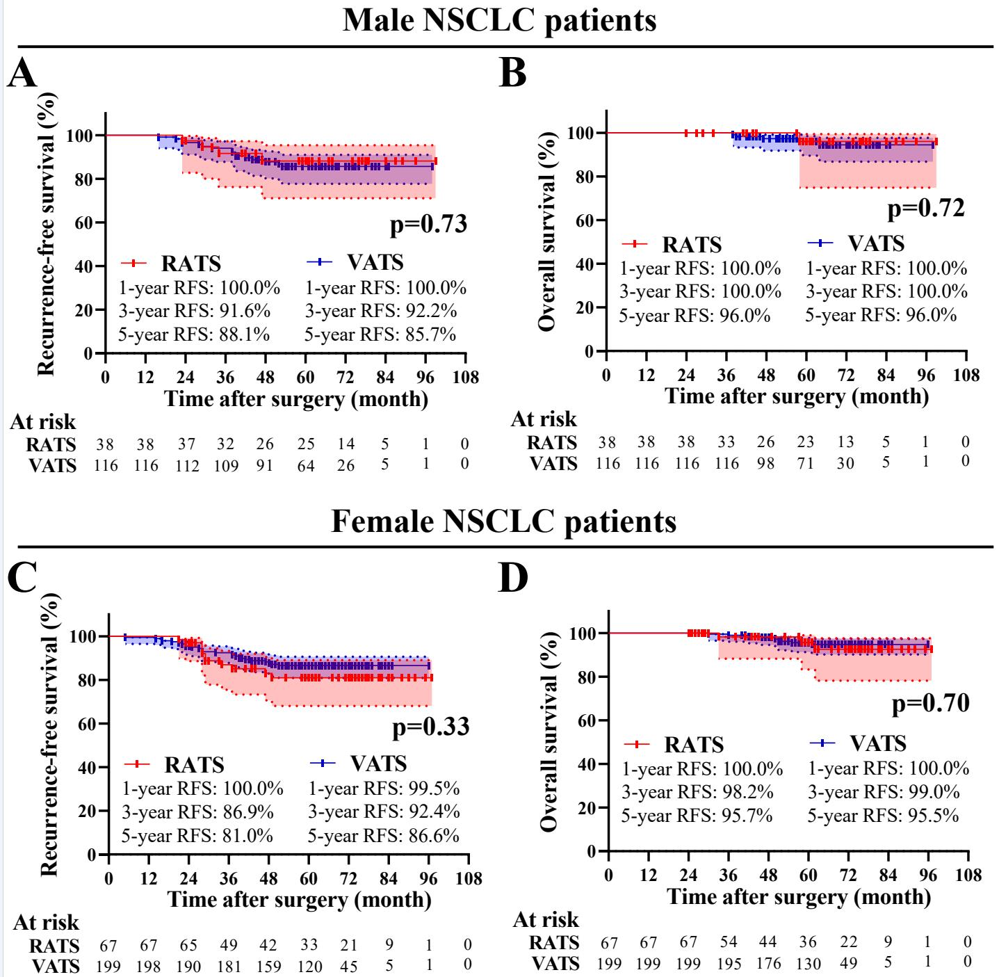 Male NSCLC patients
A
Recurrence-free survival (%)
100
80
60
40
20
0
p=0.73
RATS VATS
1-year RFS: 100.0% 1-year RFS: 100.0%
3-year RFS: 91.6% 3-year RFS: 92.2%
5-year RFS: 88.1% 5-year RFS: 85.7%
0 12 24 36 48 60 72 84 96 108
Time after surgery (month)
At risk
RATS 38 38 37 32 26 25 14 5 1 0
VATS 116 116 112 109 91 64 26 5 1 0
B
Overall survival (%)
100
80
60
40
20
0
p=0.72
RATS VATS
1-year RFS: 100.0% 1-year RFS: 100.0%
3-year RFS: 100.0% 3-year RFS: 100.0%
5-year RFS: 96.0% 5-year RFS: 96.0%
0 12 24 36 48 60 72 84 96 108
Time after surgery (month)
At risk
RATS 38 38 38 33 26 23 13 5 1 0
VATS 116 116 116 116 98 71 30 5 1 0
Female NSCLC patients
C
Recurrence-free survival (%)
100
80
60
40
20
0
p=0.33
RATS VATS
1-year RFS: 100.0% 1-year RFS: 99.5%
3-year RFS: 86.9% 3-year RFS: 92.4%
5-year RFS: 81.0% 5-year RFS: 86.6%
0 12 24 36 48 60 72 84 96 108
Time after surgery (month)
At risk
RATS 67 67 65 49 42 33 21 9 1 0
VATS 199 198 190 181 159 120 45 5 1 0
D
Overall survival (%)
100
80
60
40
20
0
p=0.70
RATS VATS
1-year RFS: 100.0% 1-year RFS: 100.0%
3-year RFS: 98.2% 3-year RFS: 99.0%
5-year RFS: 95.7% 5-year RFS: 95.5%
0 12 24 36 48 60 72 84 96 108
Time after surgery (month)
At risk
RATS 67 67 67 54 44 36 22 9 1 0
VATS 199 199 199 195 176 130 49 5 1 0